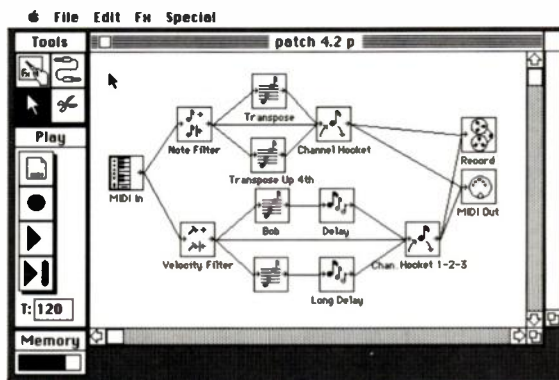 File Edit Fx Special
Tools
patch 4.2 p
Fx
Transpose
Note Filter
Channel Hocket
Record
Play
Transpose Up 4th
MIDI In
MIDI Out
Bob
Delay
Velocity Filter
Chan. Hocket 1-2-3
Long Delay
T: 120
Memory